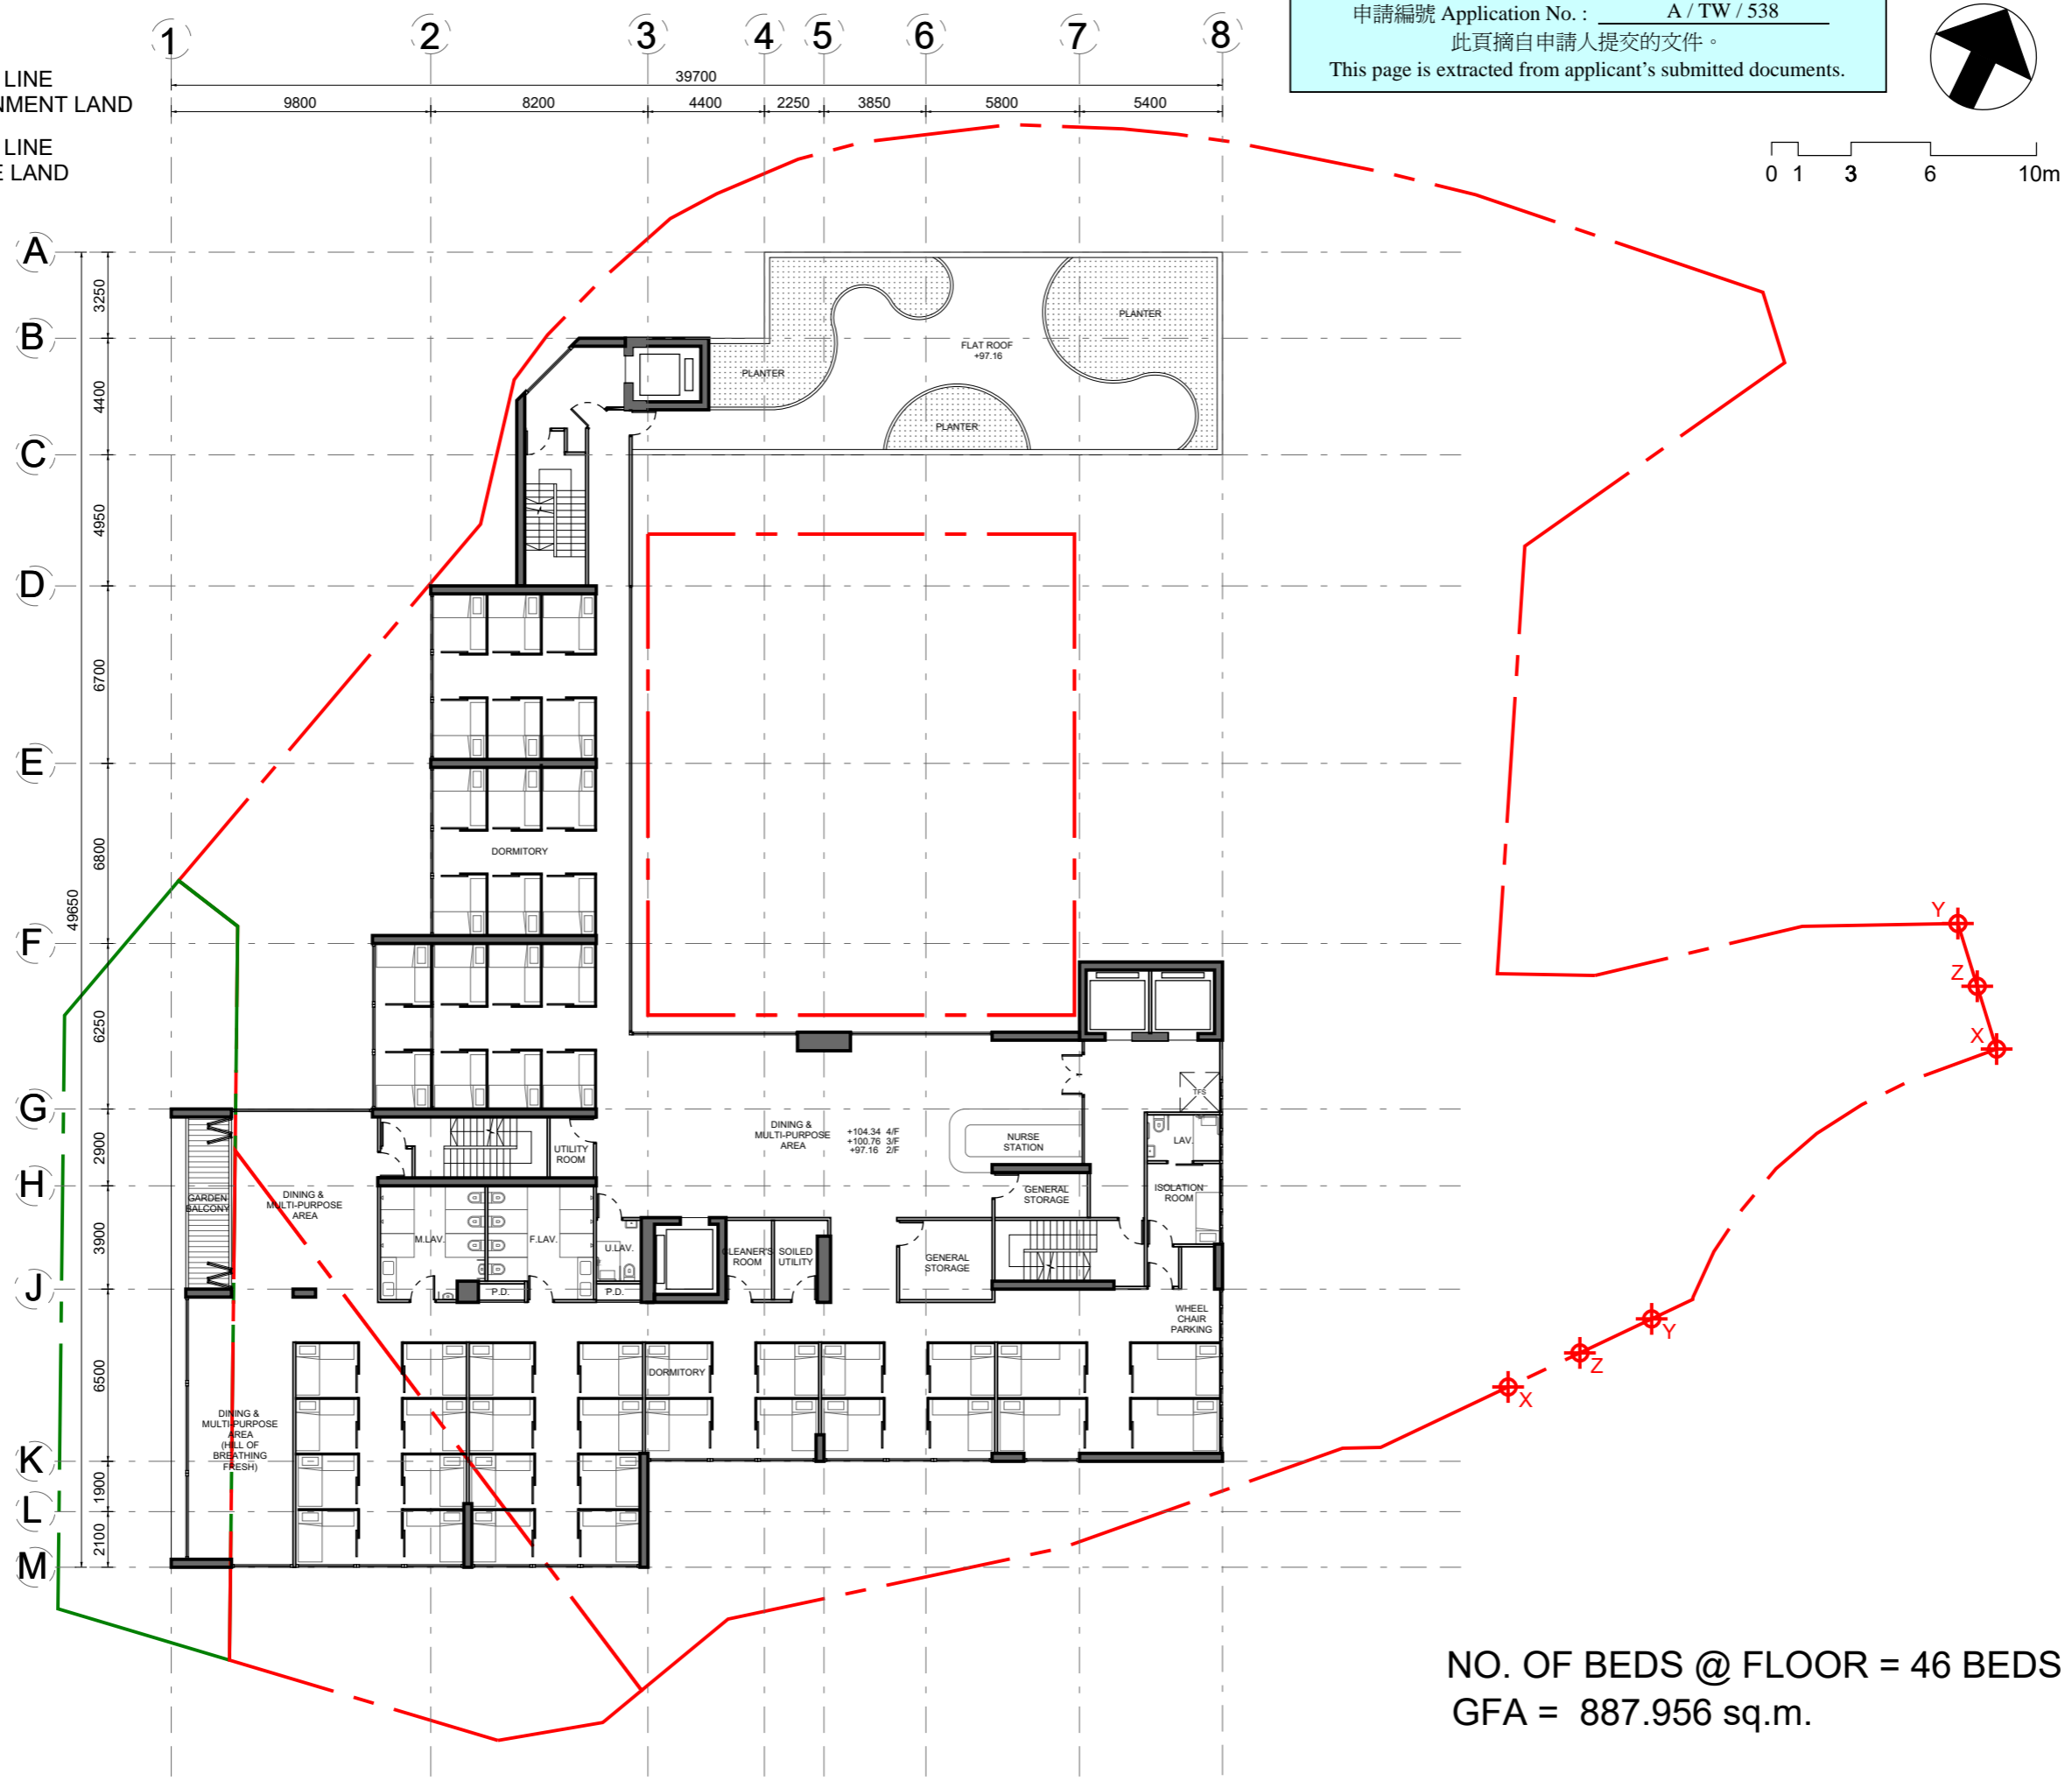 申請編號 Application No. : A / TW / 538
此頁摘自申請人提交的文件。
This page is extracted from applicant's submitted documents.
1 2 3 4 5 6 7 8
LINE
NMENT LAND
LINE
E LAND
39700
9800 8200 4400 2250 3850 5800 5400
0 1 3 6 10m
A
B
C
D
E
F
G
H
J
K
L
M
3250
4400
4950
6700
6800
6250
2900
3900
6500
1900
2100
49650
PLANTER
FLAT ROOF
+97.16
PLANTER
PLANTER
DORMITORY
Y
Z
X
DINING &
MULTI-PURPOSE
AREA
+104.34 4/F
+100.76 3/F
+97.16 2/F
NURSE
STATION
TFS
LAV.
UTILITY
ROOM
GARDEN
BALCONY
DINING &
MULTI-PURPOSE
AREA
GENERAL
STORAGE
ISOLATION
ROOM
M.LAV.
F.LAV.
U.LAV.
CLEANER'S
ROOM
SOILED
UTILITY
GENERAL
STORAGE
P.D.
P.D.
WHEEL
CHAIR
PARKING
DORMITORY
DINING &
MULTI-PURPOSE
AREA
(HILL OF
BREATHING
FRESH)
Y
Z
X
NO. OF BEDS @ FLOOR = 46 BEDS
GFA = 887.956 sq.m.